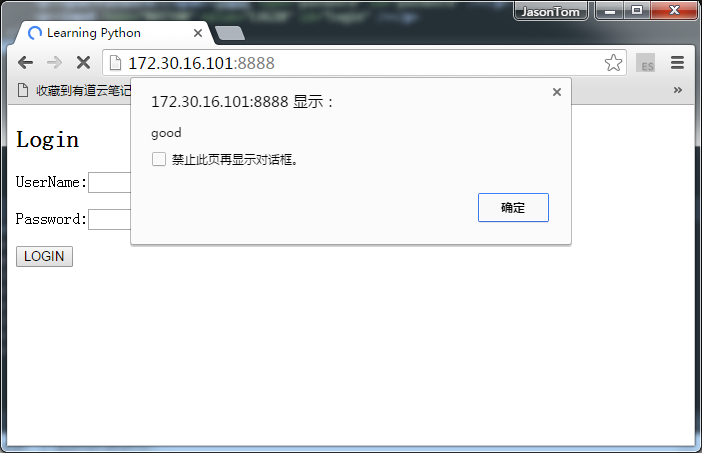 JasonTom
Learning Python
172.30.16.101:8888
ES
收藏到有道云笔记
172.30.16.101:8888 显示：
good
禁止此页再显示对话框。
确定
Login
UserName:
Password:
LOGIN